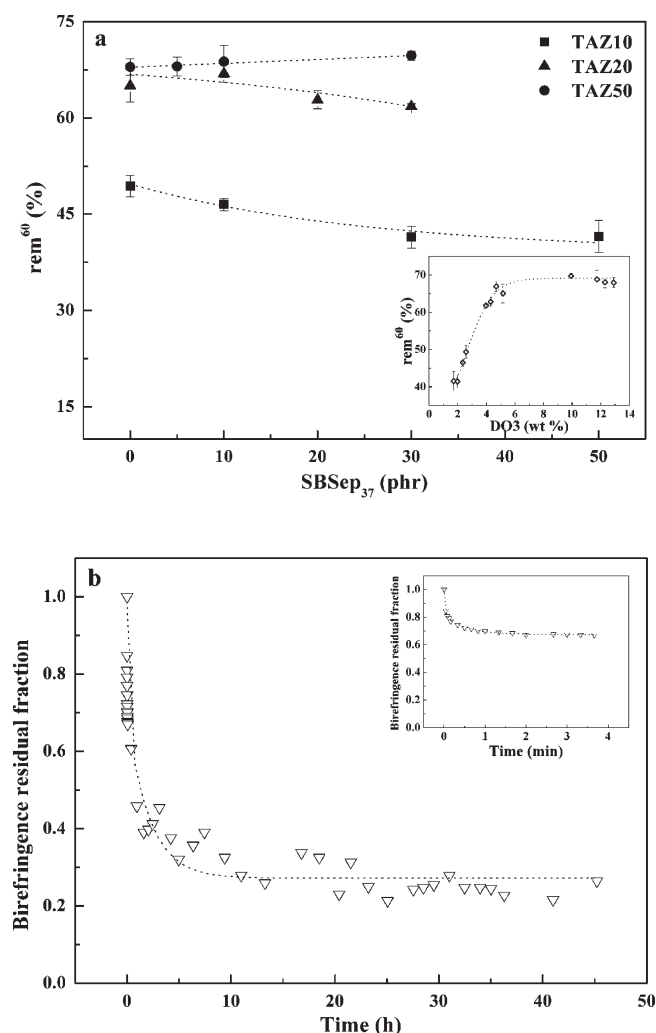 a
TAZ10
TAZ20
TAZ50
75
60
45
30
15
rem⁶⁰ (%)
0 10 20 30 40 50
SBSep₃₇ (phr)
70
60
50
40
rem⁶⁰ (%)
0 2 4 6 8 10 12 14
DO3 (wt %)
b
1.0
0.8
0.6
0.4
0.2
0.0
Birefringence residual fraction
0 10 20 30 40 50
Time (h)
1.0
0.8
0.6
0.4
0.2
0.0
Birefringence residual fraction
0 1 2 3 4
Time (min)